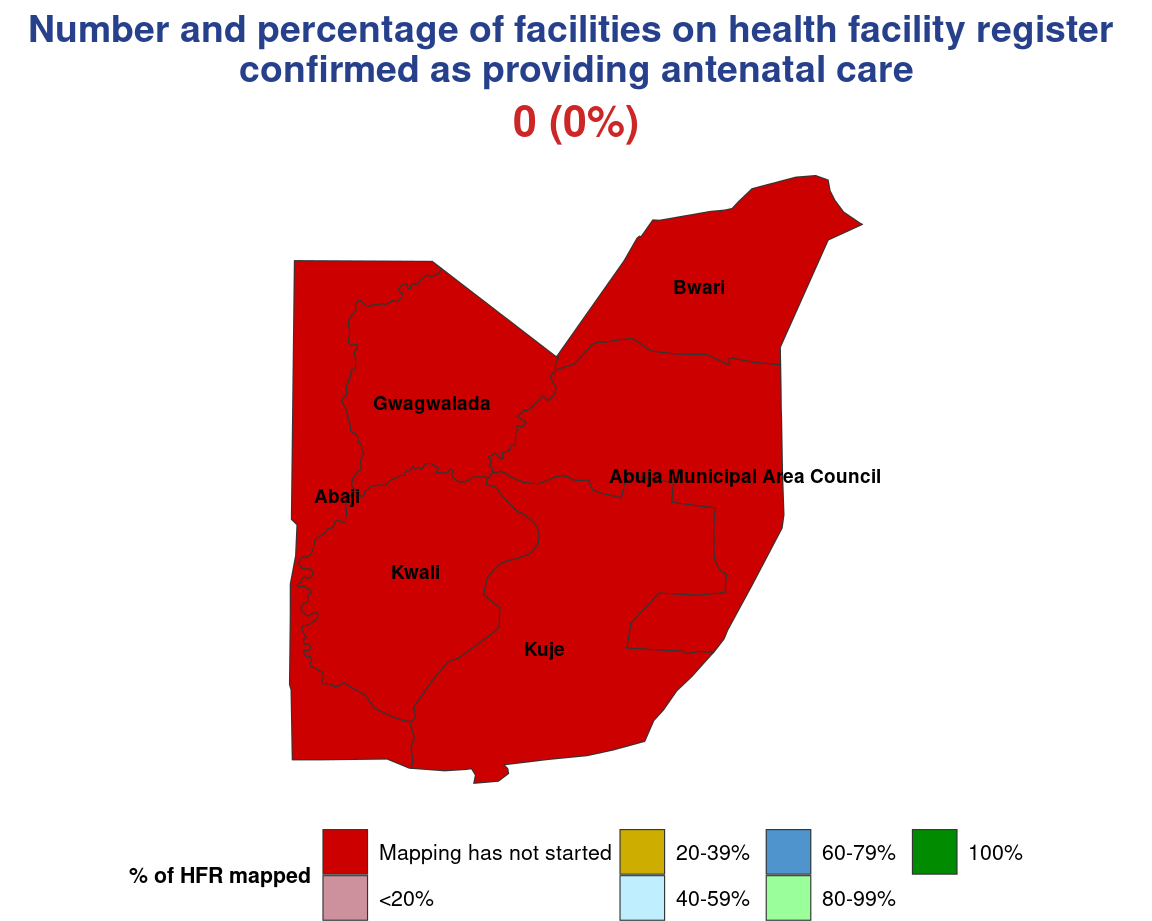 Number and percentage of facilities on health facility register
confirmed as providing antenatal care
0 (0%)
Bwari
Gwagwalada
Abuja Municipal Area Council
Abaji
Kwali
Kuje
% of HFR mapped
Mapping has not started
<20%
20-39%
40-59%
60-79%
80-99%
100%